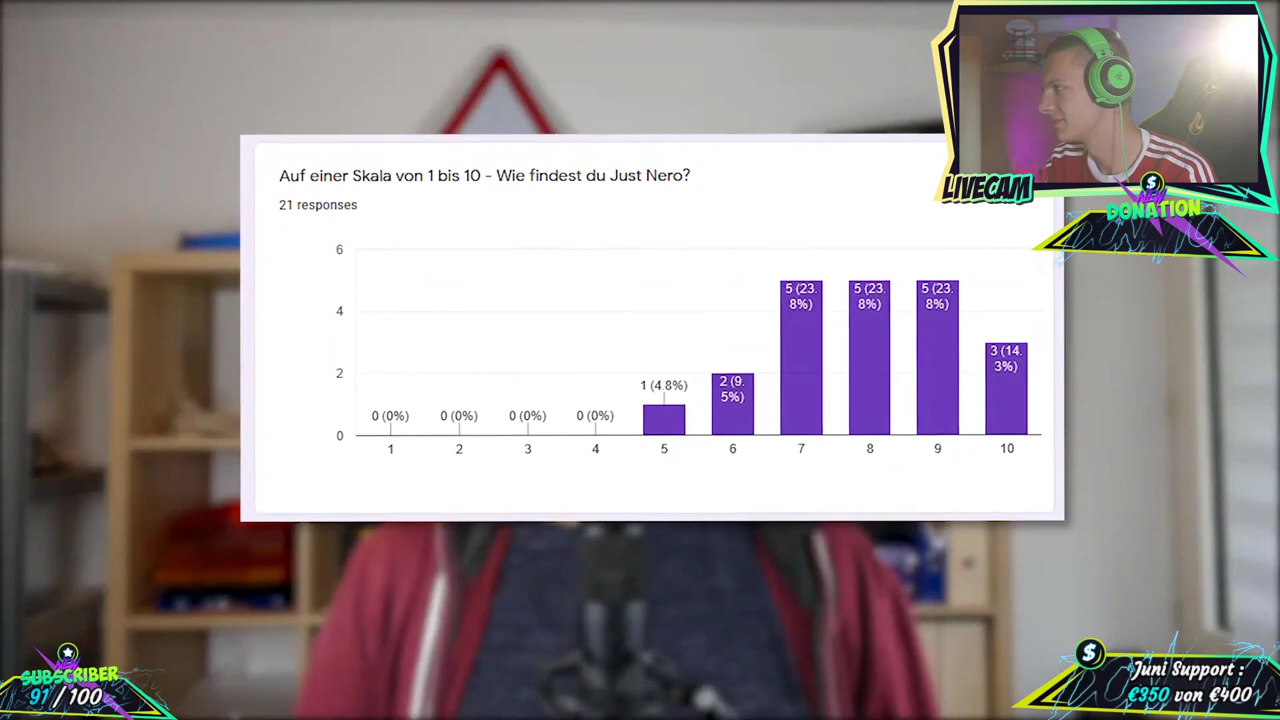 Auf einer Skala von 1 bis 10 - Wie findest du Just Nero?
21 responses
6
4
2
0
0 (0%)
0 (0%)
0 (0%)
0 (0%)
1 (4.8%)
2 (9.
5%)
5 (23.
8%)
5 (23.
8%)
5 (23.
8%)
3 (14.
3%)
1 2 3 4 5 6 7 8 9 10
LIVECAM
$
NEW
DONATION
NEW
SUBSCRIBER
91 / 100
$
Juni Support :
€350 von €400